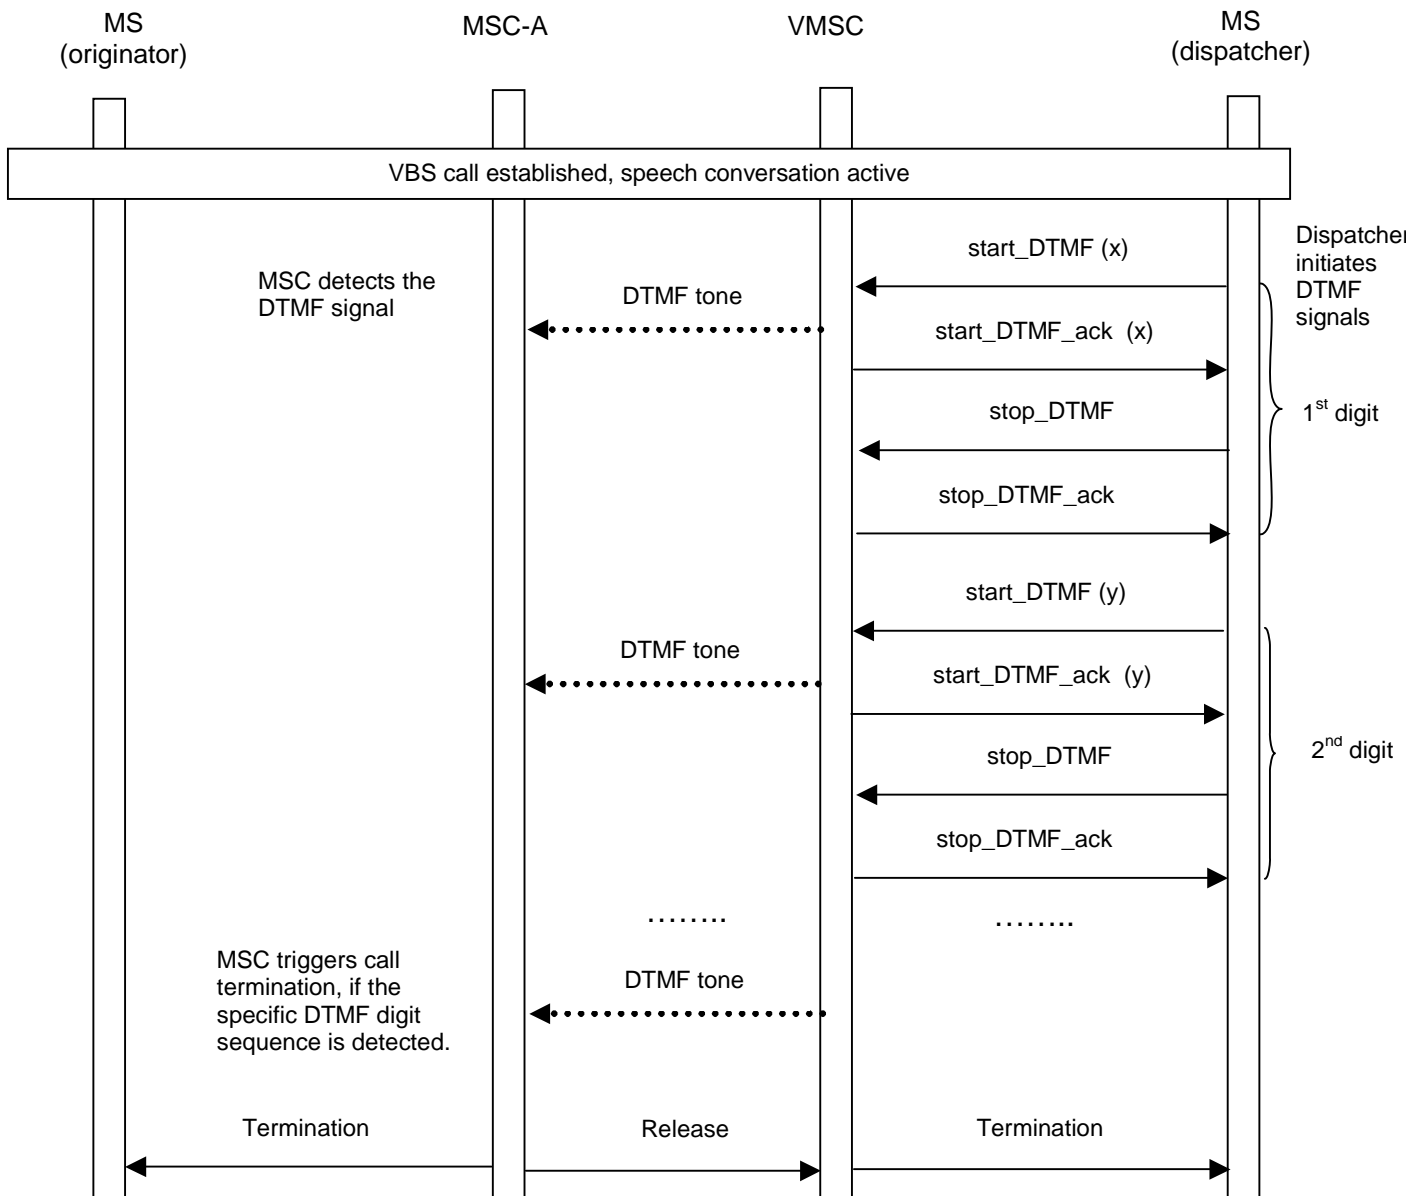 MS
(originator)
MSC-A
VMSC
MS
(dispatcher)
VBS call established, speech conversation active
start_DTMF (x)
Dispatcher
initiates
DTMF
signals
MSC detects the
DTMF signal
DTMF tone
start_DTMF_ack (x)
stop_DTMF
1st digit
stop_DTMF_ack
start_DTMF (y)
DTMF tone
start_DTMF_ack (y)
stop_DTMF
2nd digit
stop_DTMF_ack
........
........
MSC triggers call
termination, if the
specific DTMF digit
sequence is detected.
DTMF tone
Termination
Release
Termination